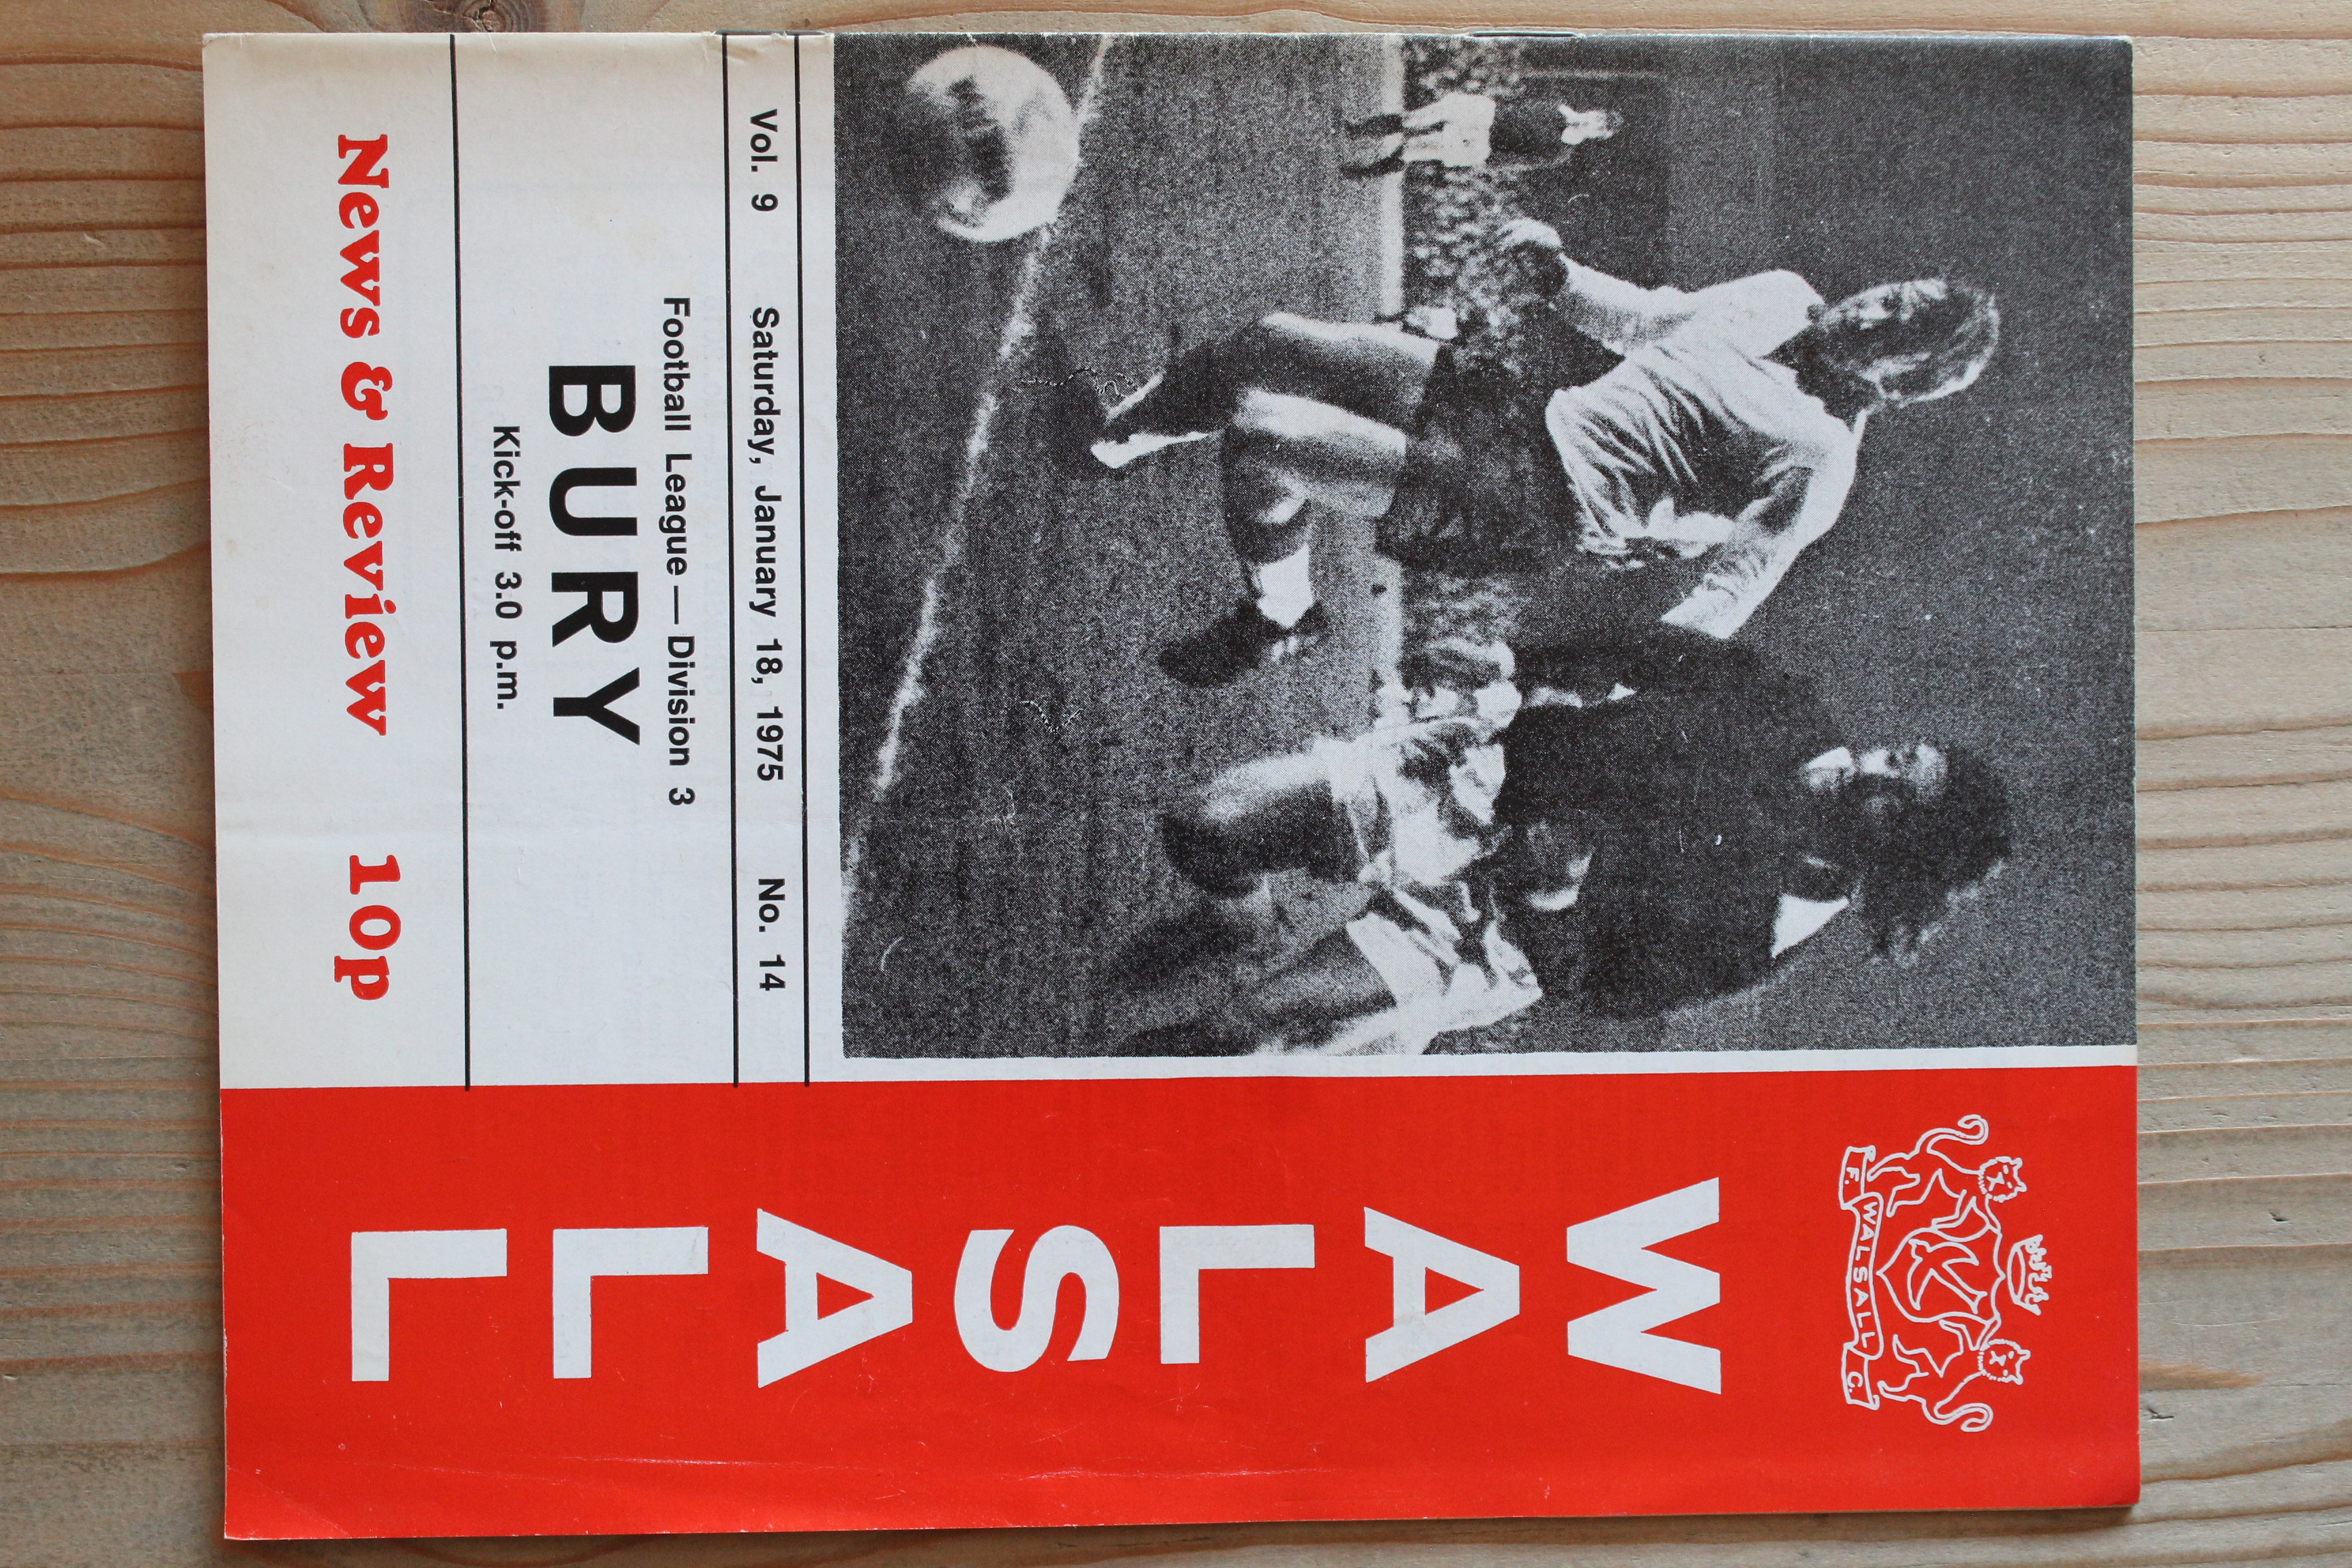 F. WALSALL C.
WALSALL
Vol. 9 Saturday, January 18, 1975 No. 14
Football League — Division 3
BURY
Kick-off 3.0 p.m.
News & Review 10p